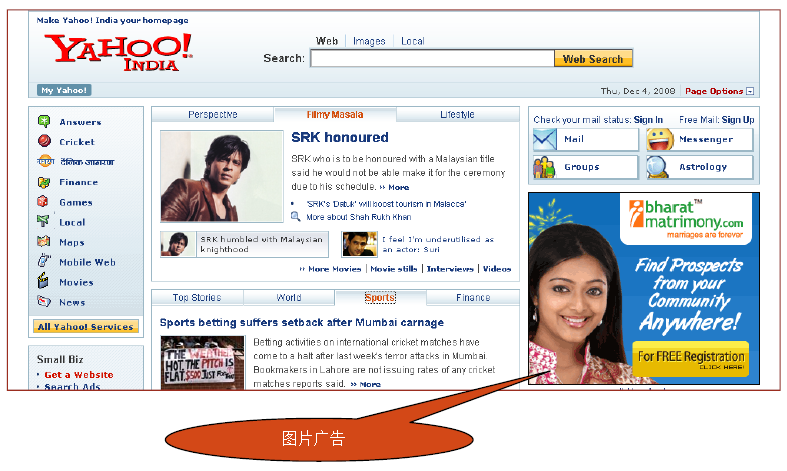 Make Yahoo! India your homepage
YAHOO! INDIA
Web Images Local
Search: Web Search
My Yahoo!
Thu, Dec 4, 2008 Page Options
Answers
Cricket
दैनिक जागरण
Finance
Games
Local
Maps
Mobile Web
Movies
News
All Yahoo! Services
Small Biz
• Get a Website
• Search Ads
Perspective Filmy Masala Lifestyle
SRK honoured
SRK who is to be honoured with a Malaysian title
said he would not be able make it for the ceremony
due to his schedule. ›› More
• 'SRK's 'Datuk' will boost tourism in Malacca'
More about Shah Rukh Khan
SRK humbled with Malaysian
knighthood
I feel I'm underutilised as
an actor: Suri
›› More Movies | Movie stills | Interviews | Videos
Top Stories World Sports Finance
Sports betting suffers setback after Mumbai carnage
THE WEATHER
HOT, THE PITCH IS
FLAT, $500 JUST FOR
Betting activities on international cricket matches have
come to a halt after last week's terror attacks in Mumbai.
Bookmakers in Lahore are not issuing rates of any cricket
matches reports said. ›› More
Check your mail status: Sign In Free Mail: Sign Up
Mail Messenger
Groups Astrology
bharat™
matrimony.com
marriages are forever
Find Prospects
from your
Community
Anywhere!
For FREE Registration
CLICK HERE!
图片广告